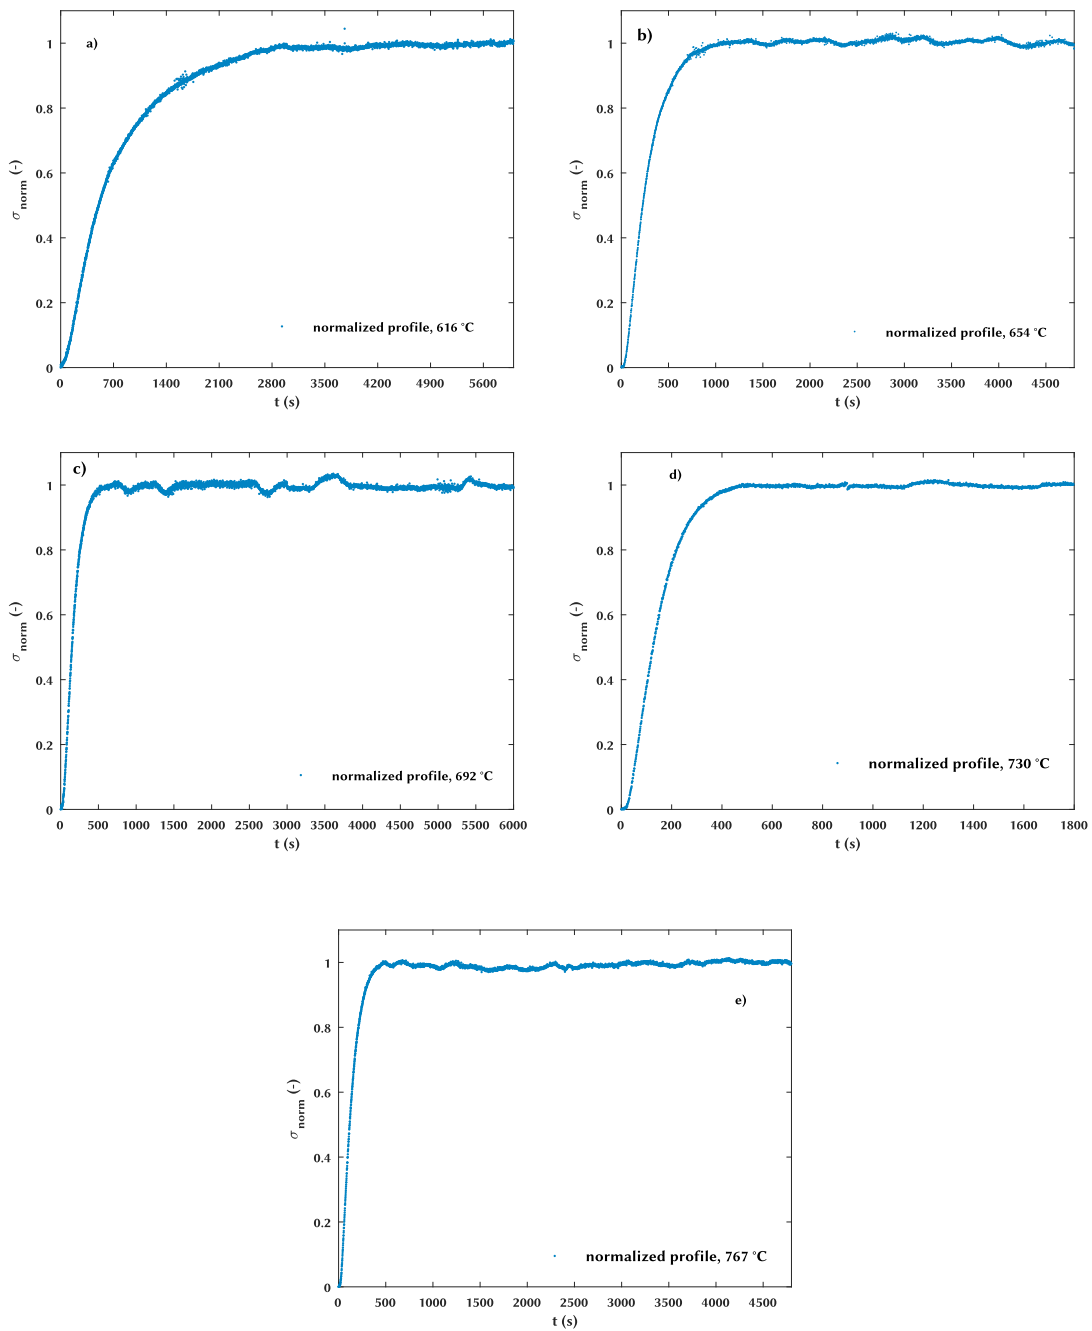 a)
1
0.8
0.6
0.4
0.2
0
σ norm (-)
normalized profile, 616 °C
0 700 1400 2100 2800 3500 4200 4900 5600
t (s)
b)
1
0.8
0.6
0.4
0.2
0
σ norm (-)
normalized profile, 654 °C
0 500 1000 1500 2000 2500 3000 3500 4000 4500
t (s)
c)
1
0.8
0.6
0.4
0.2
0
σ norm (-)
normalized profile, 692 °C
0 500 1000 1500 2000 2500 3000 3500 4000 4500 5000 5500 6000
t (s)
d)
1
0.8
0.6
0.4
0.2
0
σ norm (-)
normalized profile, 730 °C
0 200 400 600 800 1000 1200 1400 1600 1800
t (s)
e)
1
0.8
0.6
0.4
0.2
0
σ norm (-)
normalized profile, 767 °C
0 500 1000 1500 2000 2500 3000 3500 4000 4500
t (s)